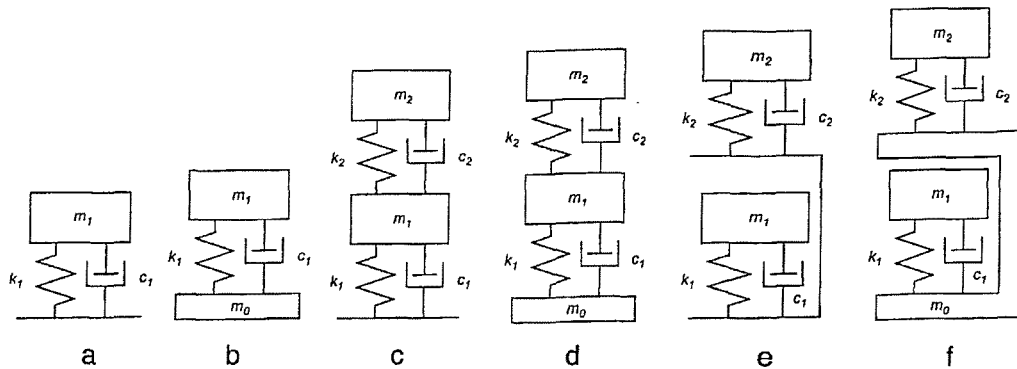 m₁
k₁
c₁
a
m₁
k₁
c₁
m₀
b
m₂
k₂
c₂
m₁
k₁
c₁
c
m₂
k₂
c₂
m₁
k₁
c₁
m₀
d
m₂
k₂
c₂
m₁
k₁
c₁
e
m₂
k₂
c₂
m₁
k₁
c₁
m₀
f